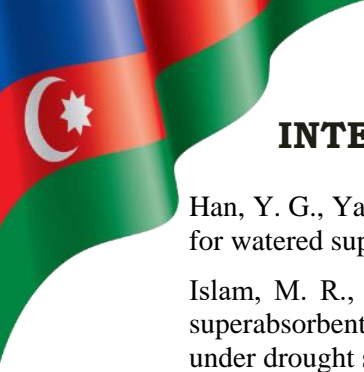 INTE
Han, Y. G., Ya
for watered sup
Islam, M. R.,
superabsorbent
under drought s